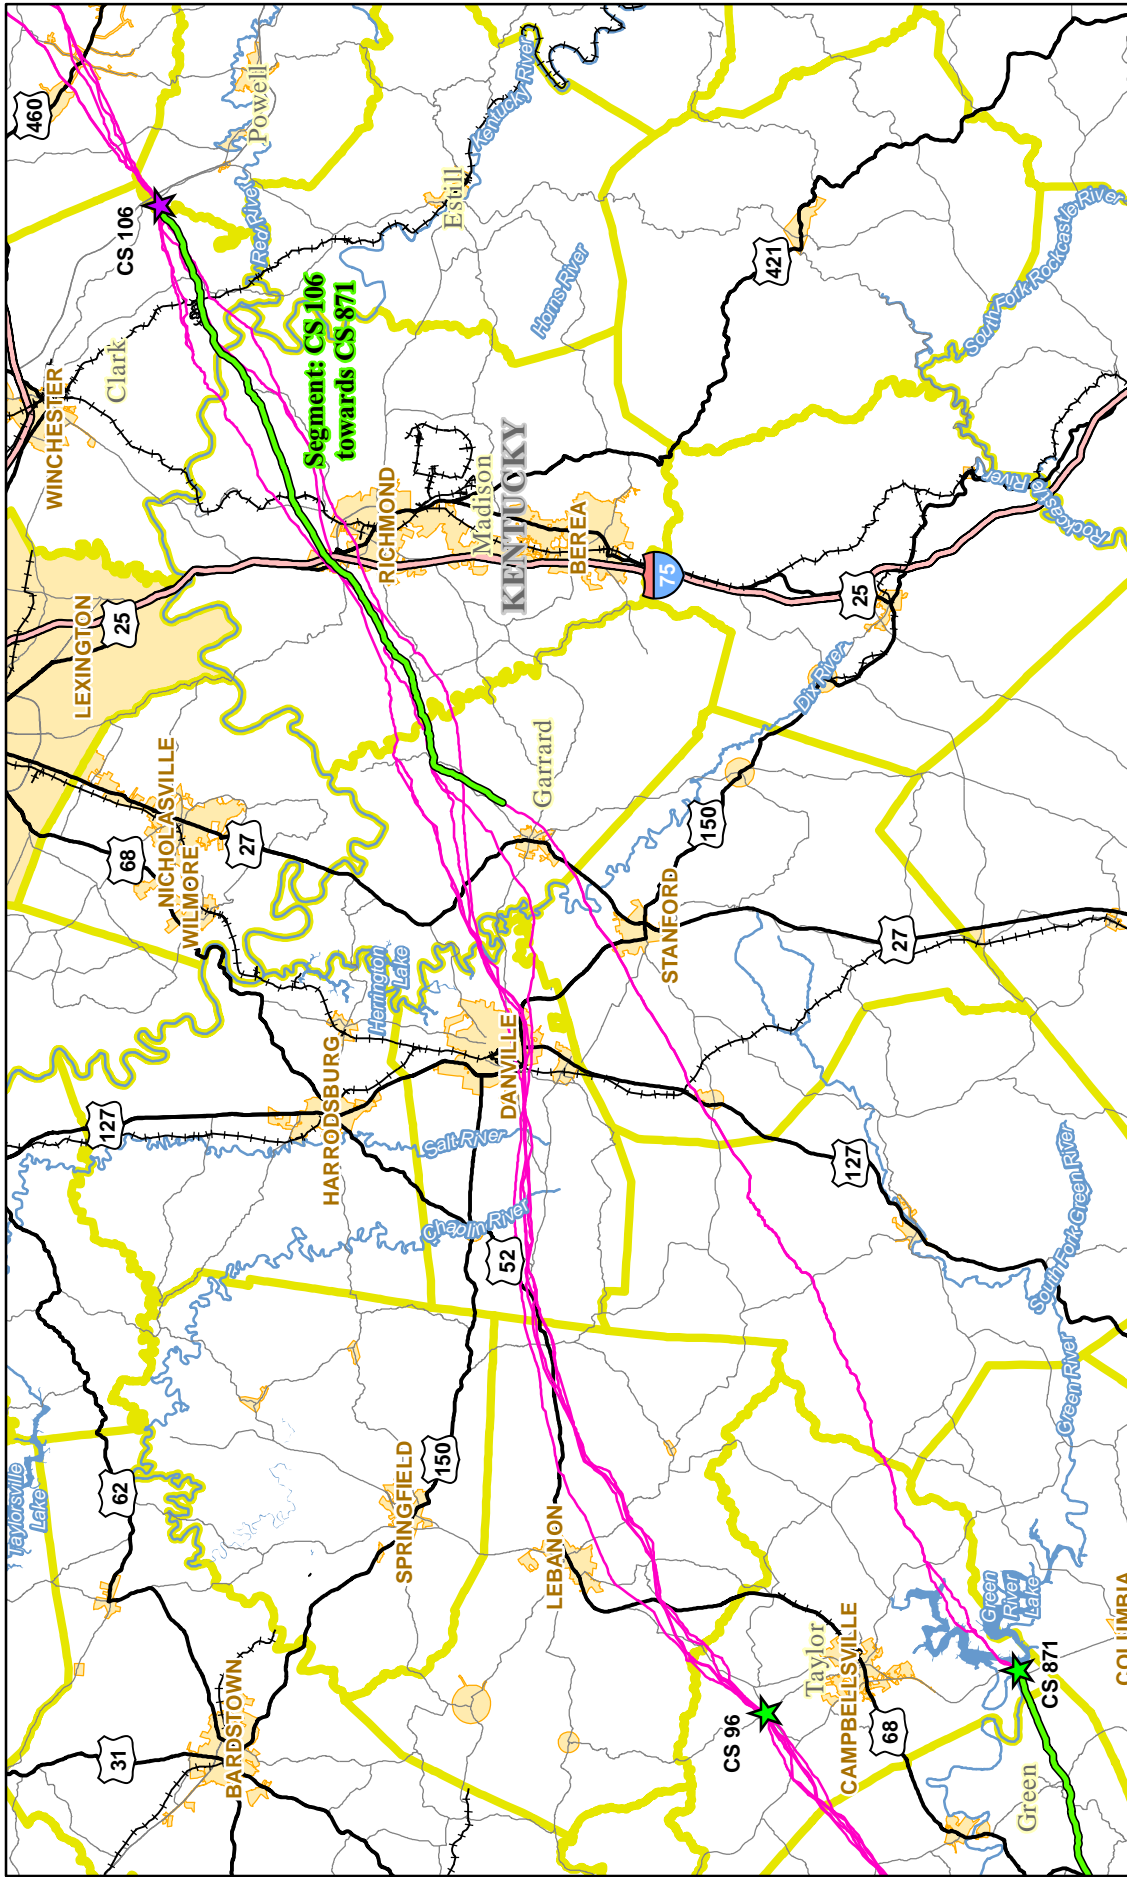 Taylorsville
Lake
62
31
BARDSTOWN
SPRINGFIELD
150
LEBANON
52
Chaplin River
Salt River
127
HARRODSBURG
Herrington
Lake
DANVILLE
WILMORE
NICHOLASVILLE
68
27
LEXINGTON
25
WINCHESTER
Clark
460
CS 106
Powell
Red River
Segment: CS 106
towards CS-871
Estill
Kentucky River
RICHMOND
Madison
KENTUCKY
BEREA
75
421
South Fork Rockcastle River
Rockcastle River
25
Dix River
Garrard
150
STANFORD
27
127
South Fork Green River
Green River
Green
River
Lake
CS 871
CS 96
Taylor
CAMPBELLSVILLE
68
Green